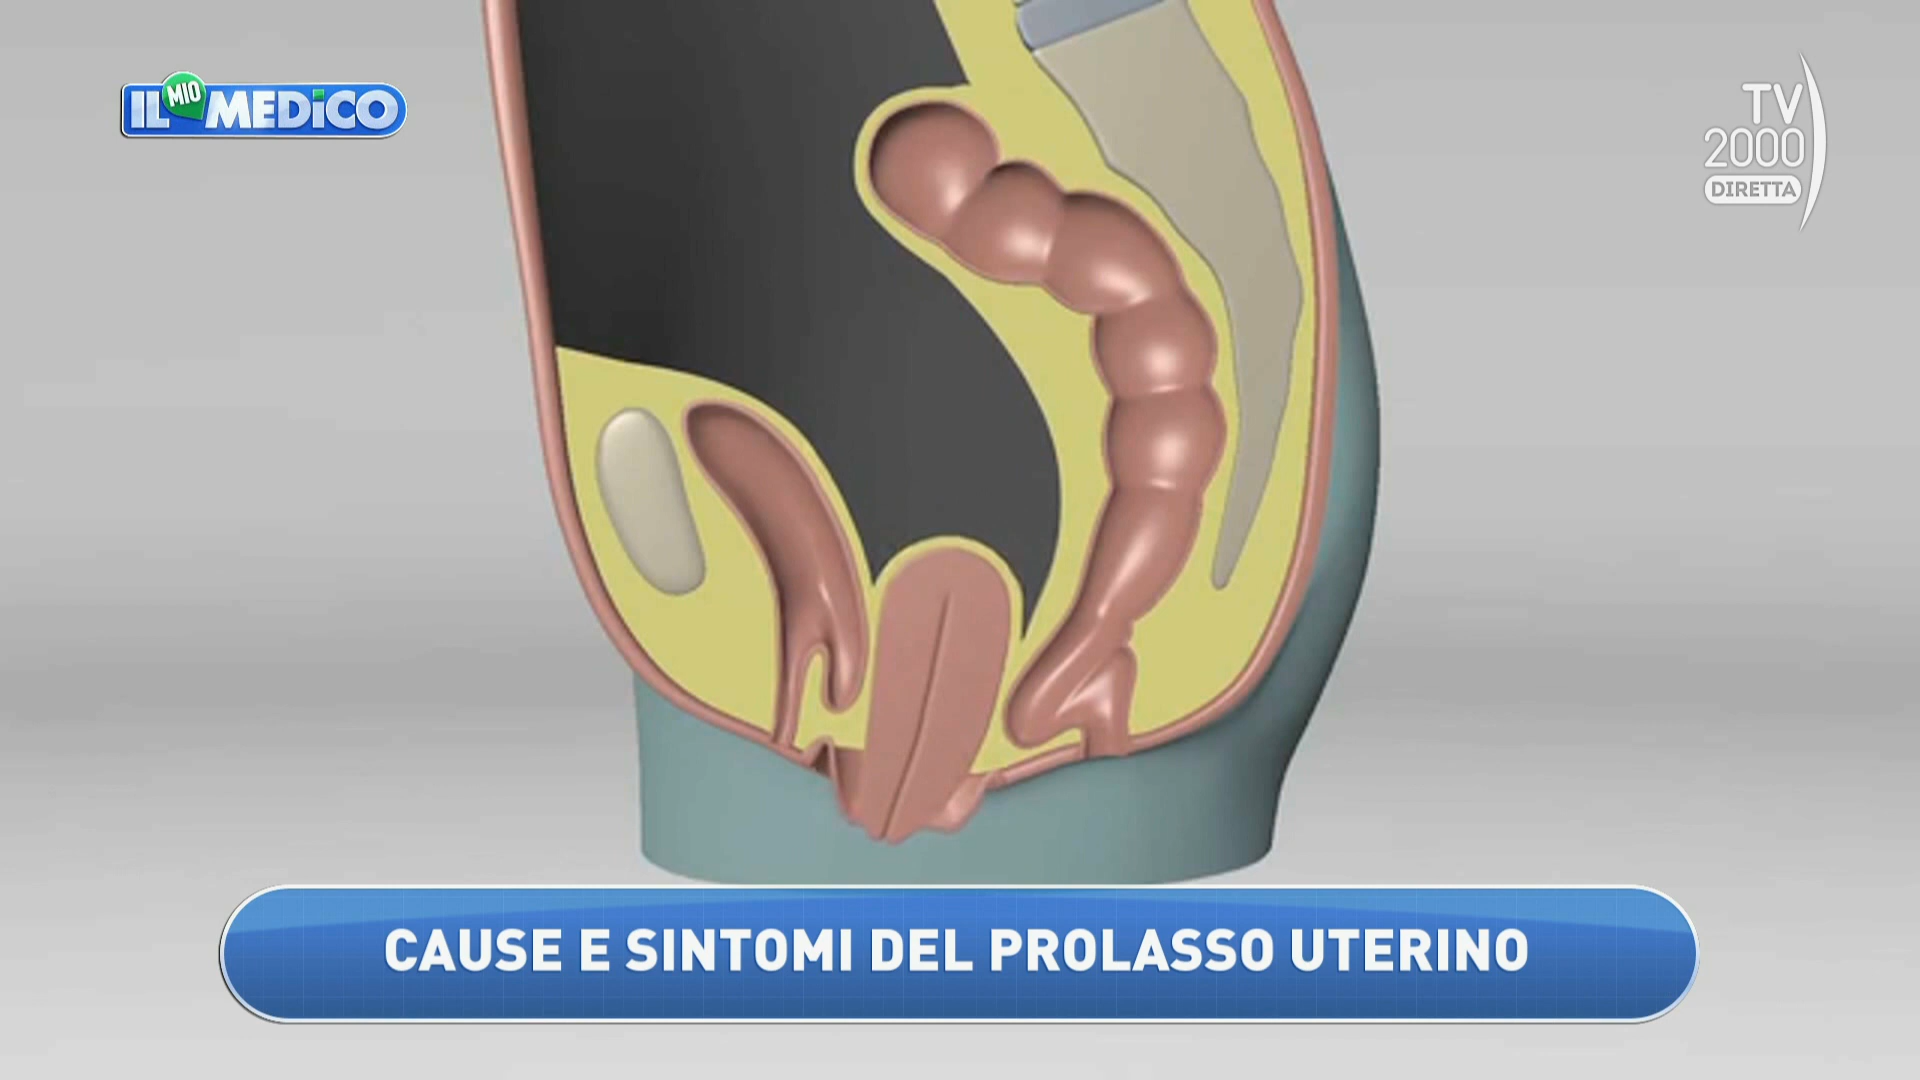 IL MIO MEDICO
TV
2000
DIRETTA
CAUSE E SINTOMI DEL PROLASSO UTERINO